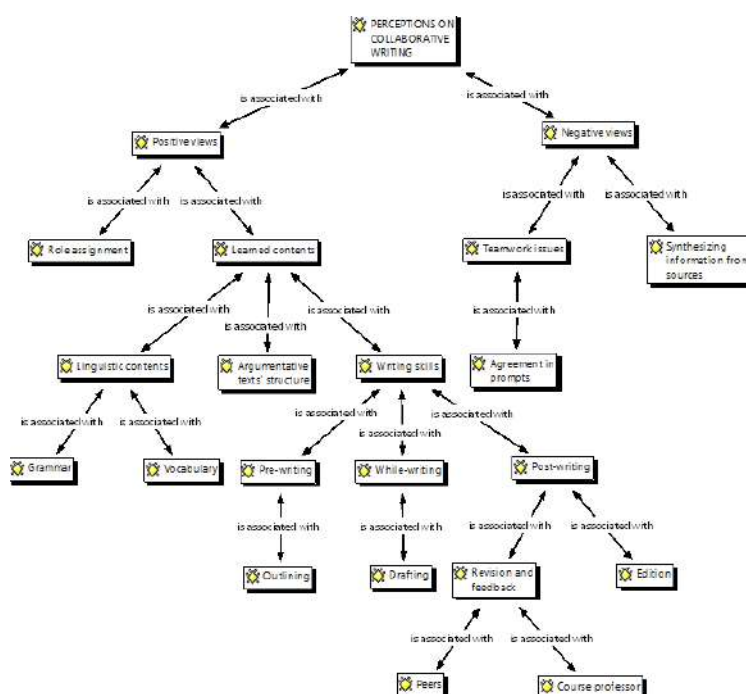 PERCEPTIONS ON
COLLABORATIVE
WRITING
is associated with
is associated with
Positive views
Negative views
is associated with
is associated with
is associated with
is associated with
Role assignment
Learned contents
Teamwork issues
Synthesizing
information from
sources
is associated with
is associated with
is associated with
is associated with
Linguistic contents
Argumentative
texts' structure
Writing skills
Agreement in
prompts
is associated with
is associated with
is associated with
is associated with
is associated with
Grammar
Vocabulary
Pre-writing
While-writing
Post-writing
is associated with
is associated with
is associated with
is associated with
Outlining
Drafting
Revision and
feedback
Edition
is associated with
is associated with
Peers
Course professor